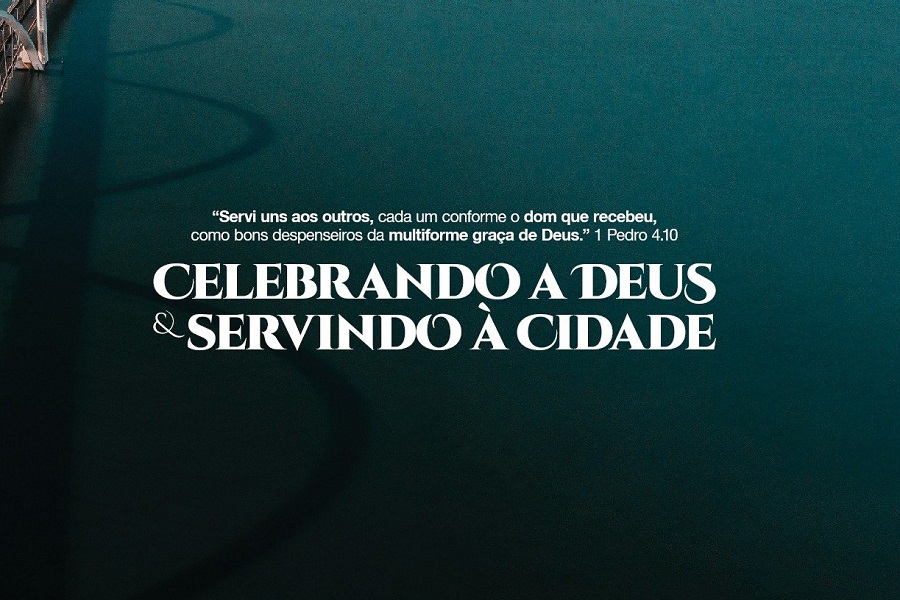 “Servi uns aos outros, cada um conforme o dom que recebeu,
como bons despenseiros da multiforme graça de Deus.” 1 Pedro 4.10
CELEBRANDO A DEUS
& SERVINDO À CIDADE